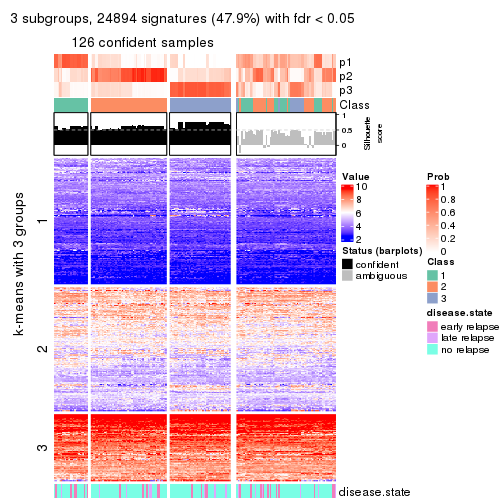 3 subgroups, 24894 signatures (47.9%) with fdr < 0.05
126 confident samples
p1
p2
p3
Class
1
0.5
0
Silhouette
score
k-means with 3 groups
1
2
3
disease.state
Value
10
8
6
4
2
Status (barplots)
confident
ambiguous
Prob
1
0.8
0.6
0.4
0.2
0
Class
1
2
3
disease.state
early relapse
late relapse
no relapse